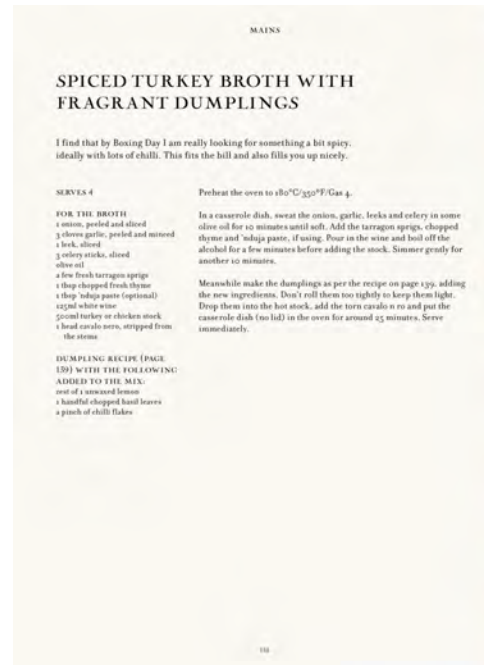 MAINS
SPICED TURKEY BROTH WITH
FRAGRANT DUMPLINGS
I find that by Boxing Day I am really looking for something a bit spicy,
ideally with lots of chilli. This fits the bill and also fills you up nicely.
SERVES 4
FOR THE BROTH
1 onion, peeled and sliced
3 cloves garlic, peeled and minced
1 leek, sliced
3 celery sticks, sliced
olive oil
a few fresh tarragon sprigs
1 tbsp chopped fresh thyme
1 tbsp 'nduja paste (optional)
125ml white wine
500ml turkey or chicken stock
1 head cavalo nero, stripped from
the stems
DUMPLING RECIPE (PAGE
139) WITH THE FOLLOWING
ADDED TO THE MIX:
zest of 1 unwaxed lemon
1 handful chopped basil leaves
a pinch of chilli flakes
Preheat the oven to 180°C/350°F/Gas 4.
In a casserole dish, sweat the onion, garlic, leeks and celery in some
olive oil for 10 minutes until soft. Add the tarragon sprigs, chopped
thyme and 'nduja paste, if using. Pour in the wine and boil off the
alcohol for a few minutes before adding the stock. Simmer gently for
another 10 minutes.
Meanwhile make the dumplings as per the recipe on page 139, adding
the new ingredients. Don't roll them too tightly to keep them light.
Drop them into the hot stock, add the torn cavalo n ro and put the
casserole dish (no lid) in the oven for around 25 minutes. Serve
immediately.